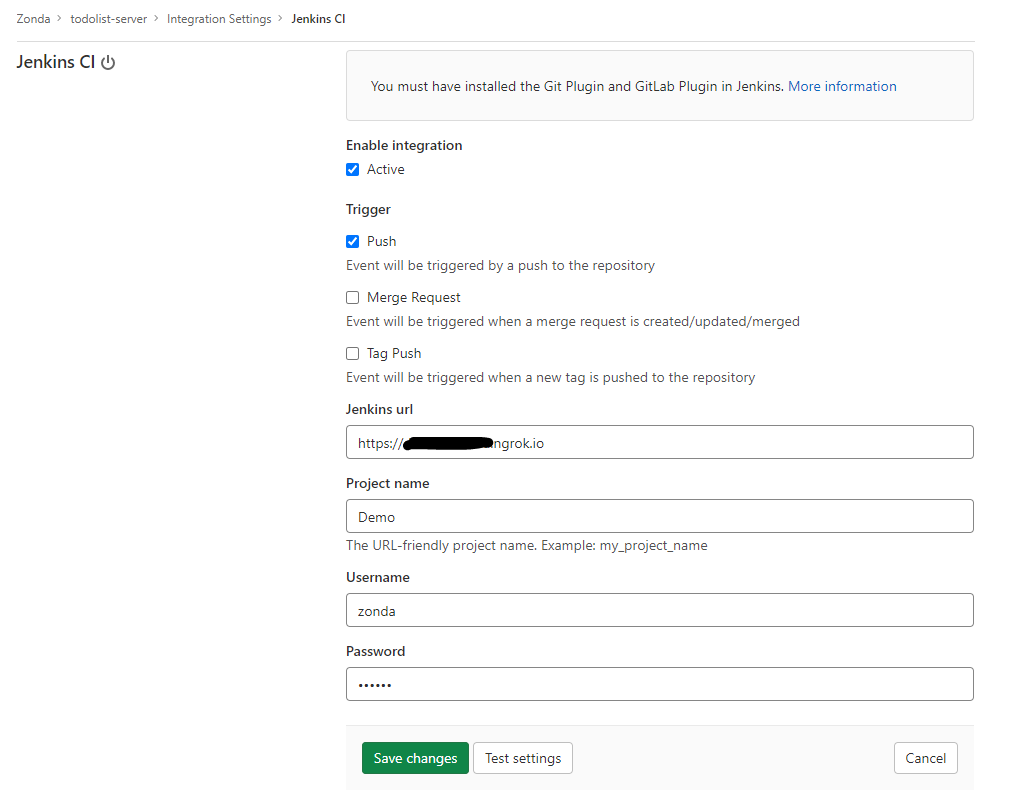 Zonda > todolist-server > Integration Settings > Jenkins CI
Jenkins CI
You must have installed the Git Plugin and GitLab Plugin in Jenkins. More information
Enable integration
Active
Trigger
Push
Event will be triggered by a push to the repository
Merge Request
Event will be triggered when a merge request is created/updated/merged
Tag Push
Event will be triggered when a new tag is pushed to the repository
Jenkins url
https:// ngrok.io
Project name
Demo
The URL-friendly project name. Example: my_project_name
Username
zonda
Password
••••••
Save changes Test settings Cancel